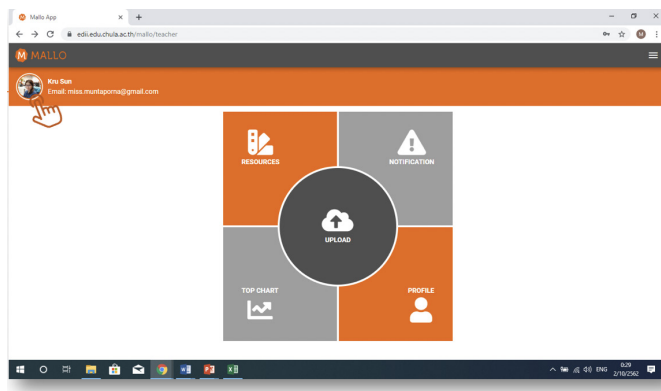 Mallo App
edii.edu.chula.ac.th/mallo/teacher
MALLO
Kru Sun
Email: miss.muntaporna@gmail.com
RESOURCES
NOTIFICATION
UPLOAD
TOP CHART
PROFILE
ENG
0:29
2/10/2562